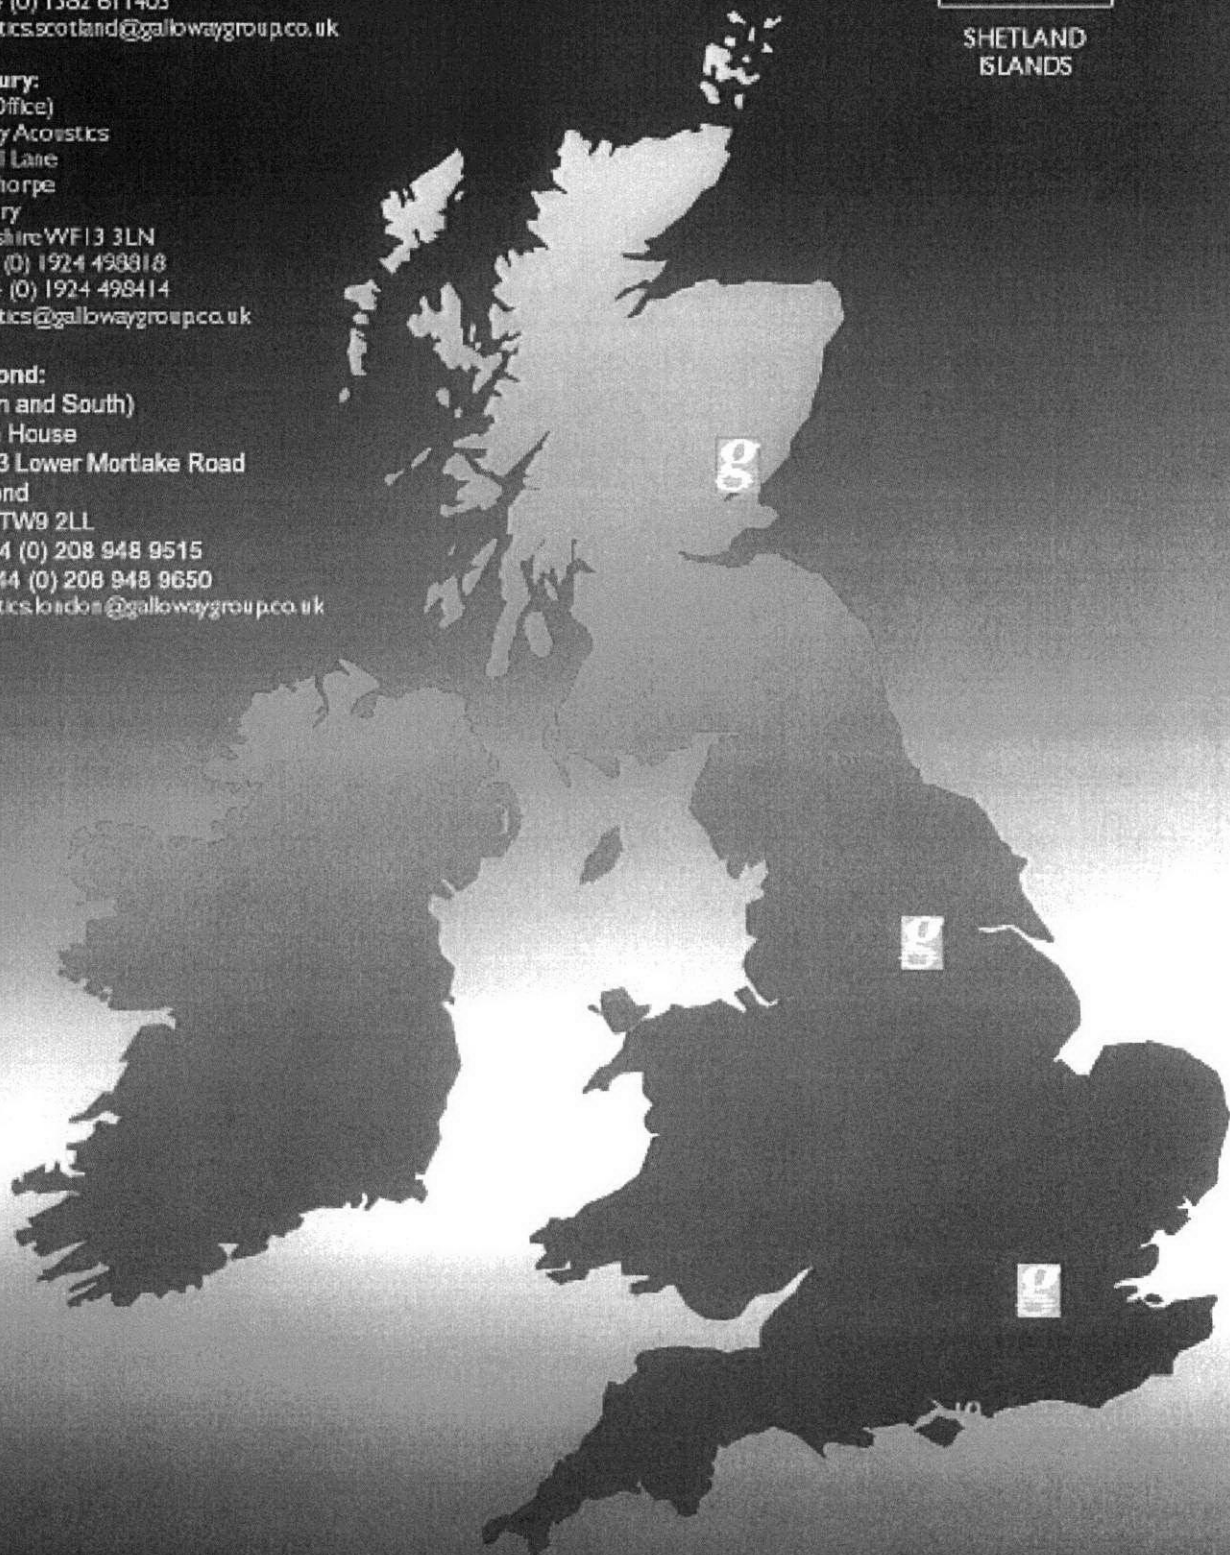 (0) 1382 611403
tics.scotland@gallowaygroup.co.uk
ury:
Office)
y Acoustics
l Lane
horpe
ry
shire WF13 3LN
(0) 1924 498818
(0) 1924 498414
tics@gallowaygroup.co.uk
ond:
n and South)
House
3 Lower Mortlake Road
ond
TW9 2LL
4 (0) 208 948 9515
44 (0) 208 948 9650
tics.london@gallowaygroup.co.uk
SHETLAND
ISLANDS
g
g
g